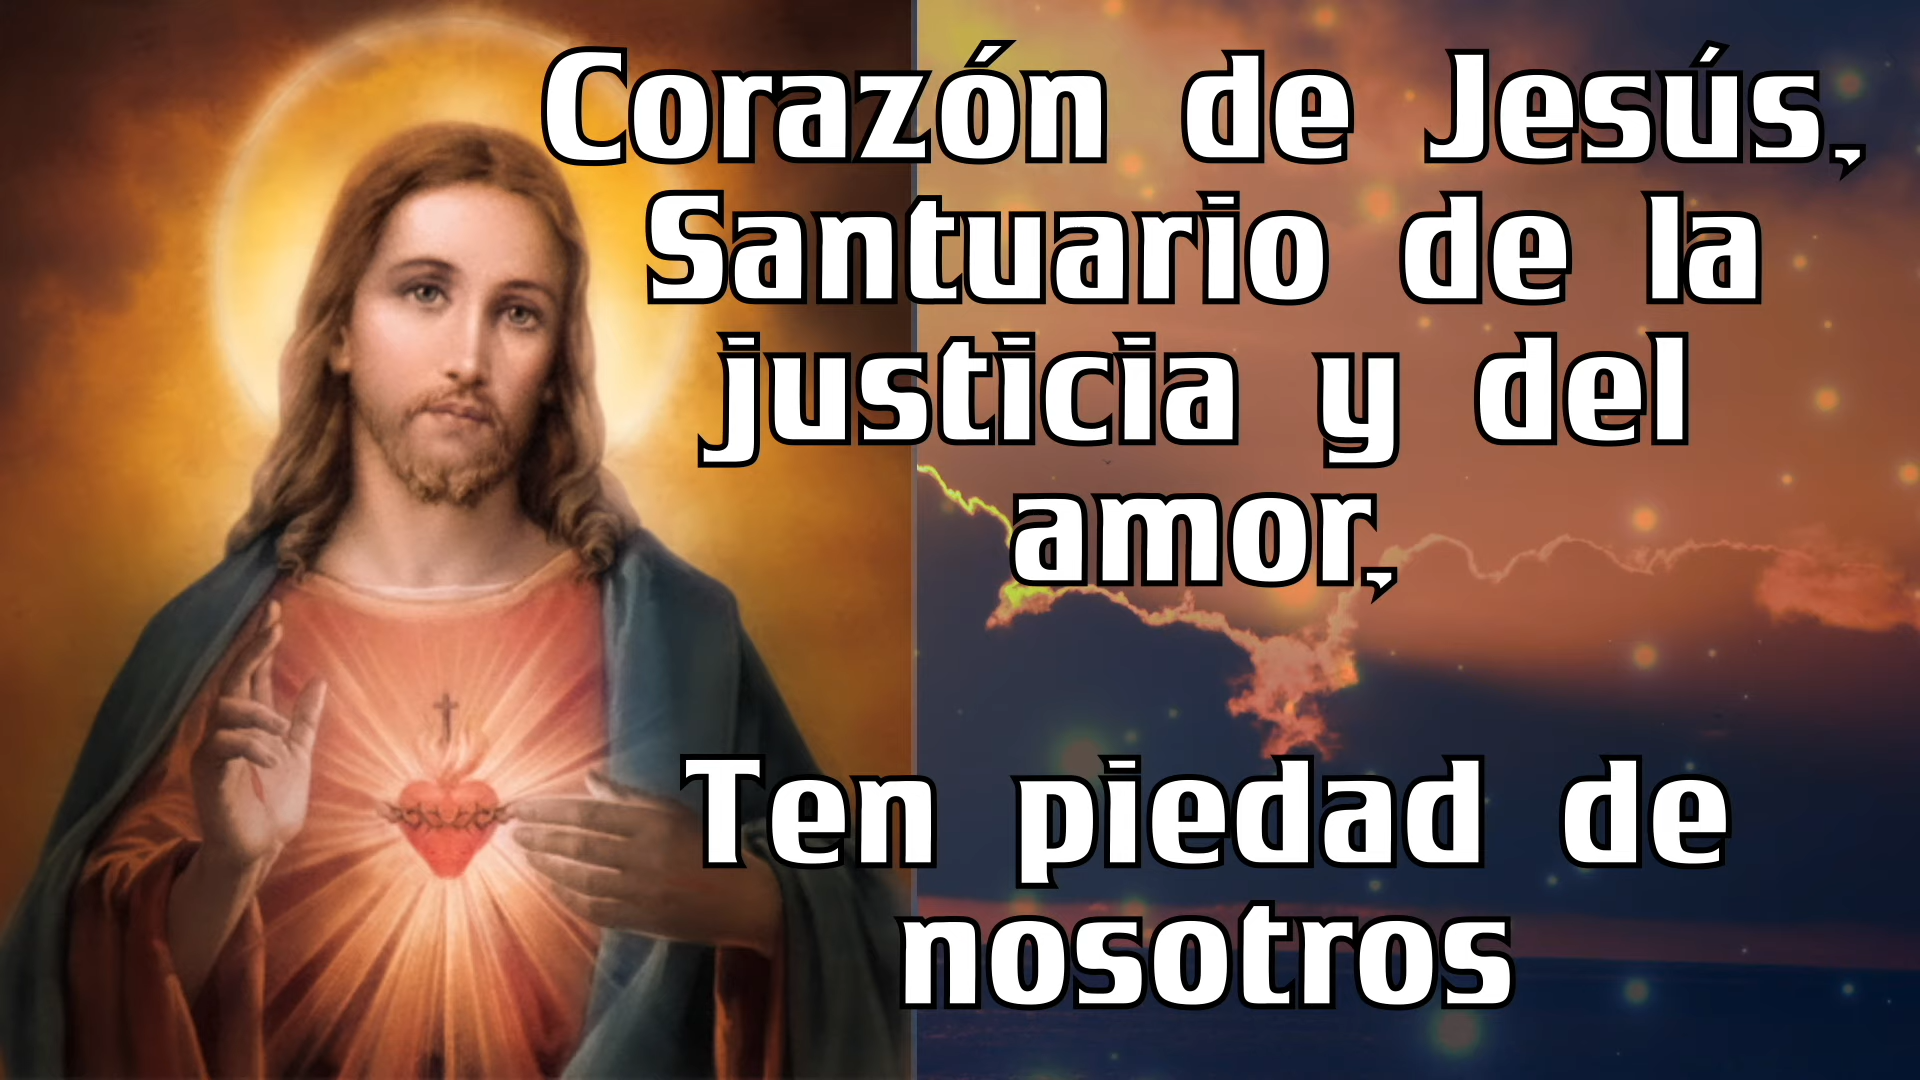 Corazón de Jesús,
Santuario de la
justicia y del
amor,
Ten piedad de
nosotros